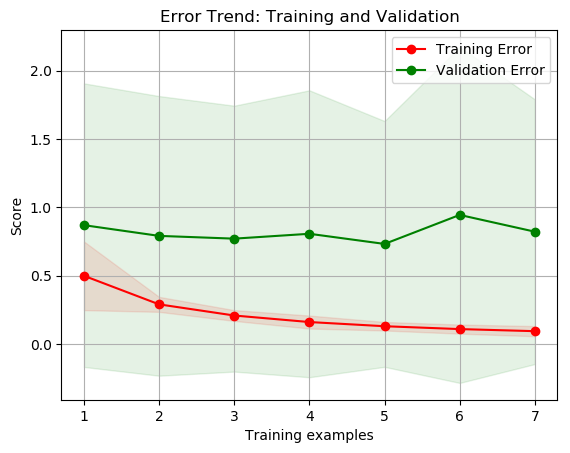 Error Trend: Training and Validation
Training Error
Validation Error
2.0
1.5
1.0
0.5
0.0
Score
1 2 3 4 5 6 7
Training examples